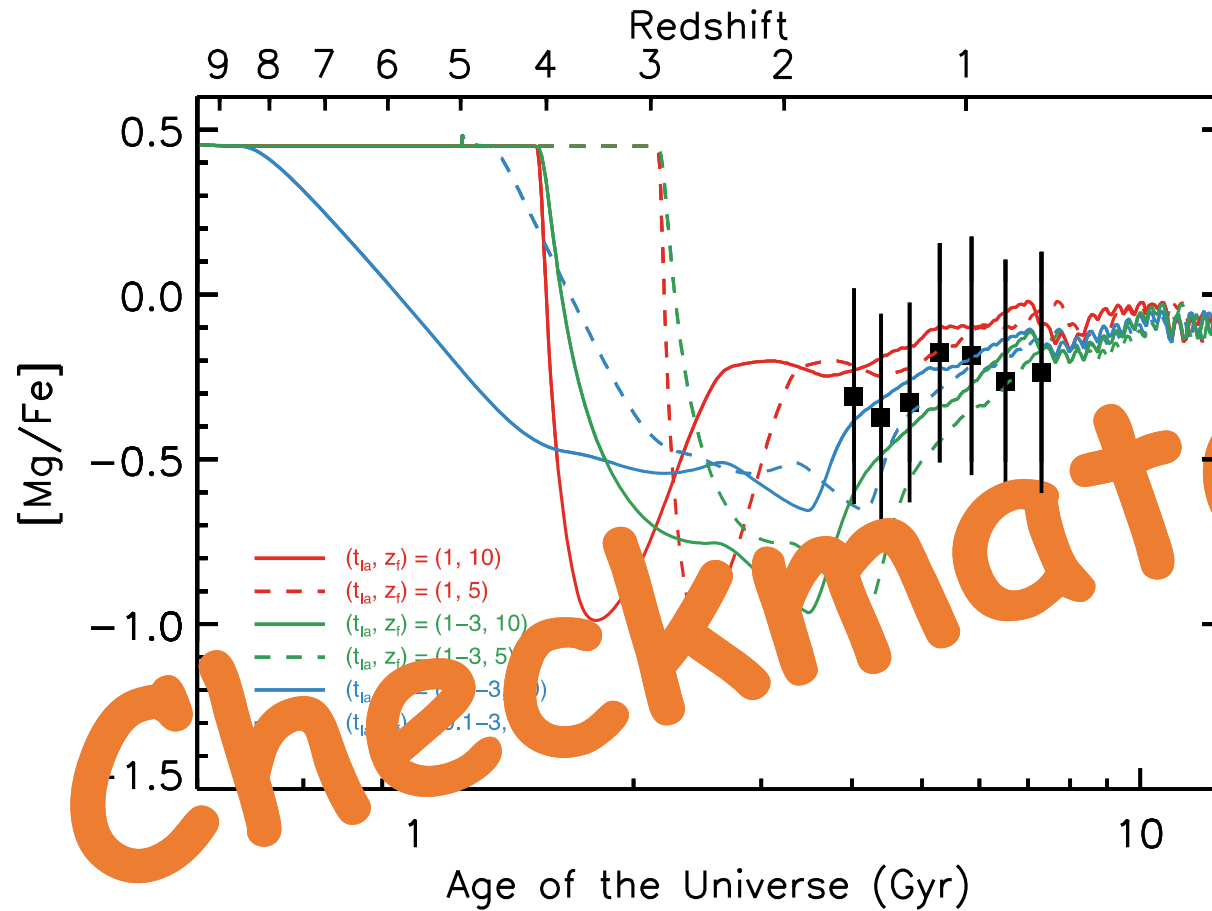 Redshift
9 8 7 6 5 4 3 2 1
0.5
0.0
−0.5
−1.0
−1.5
[Mg/Fe]
(t_Ia, z_f) = (1, 10)
(t_Ia, z_f) = (1, 5)
(t_Ia, z_f) = (1−3, 10)
(t_Ia, z_f) = (1−3, 5)
Checkmate
1 10
Age of the Universe (Gyr)